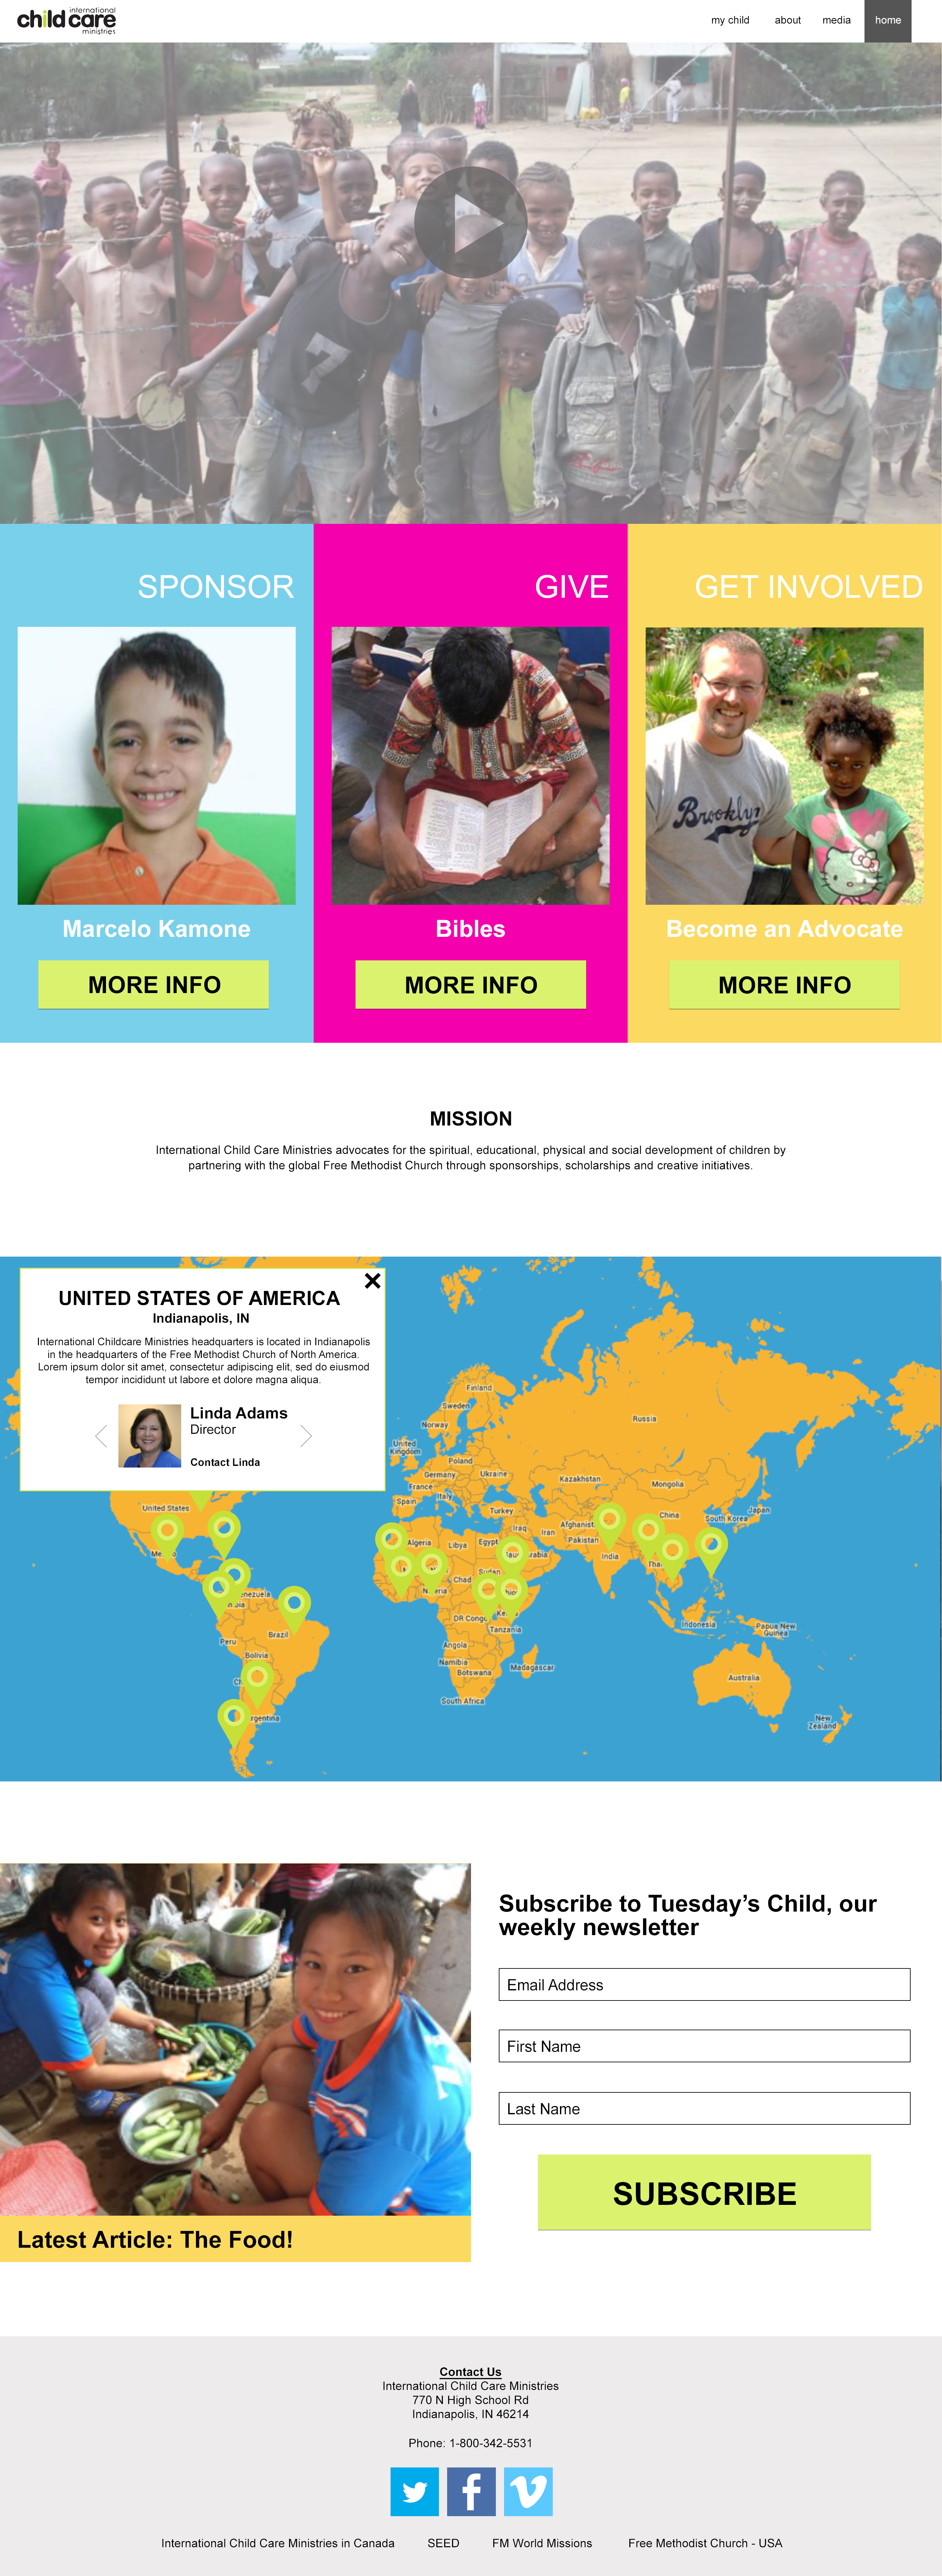 international
child care
ministries
my child about media home
SPONSOR
GIVE
GET INVOLVED
Brooklyn
Marcelo Kamone
Bibles
Become an Advocate
MORE INFO
MORE INFO
MORE INFO
MISSION
International Child Care Ministries advocates for the spiritual, educational, physical and social development of children by
partnering with the global Free Methodist Church through sponsorships, scholarships and creative initiatives.
UNITED STATES OF AMERICA
Indianapolis, IN
International Childcare Ministries headquarters is located in Indianapolis
in the headquarters of the Free Methodist Church of North America.
Lorem ipsum dolor sit amet, consectetur adipiscing elit, sed do eiusmod
tempor incididunt ut labore et dolore magna aliqua.
Linda Adams
Director
Contact Linda
Finland
Sweden
Russia
Norway
United
Kingdom
Poland
Germany
Ukraine
Kazakhstan
France
Mongolia
Italy
Spain
United States
Turkey
Japan
China
South Korea
Iraq
Afghanist
Iran
Algeria
Egypt
Pakistan
Libya
India
Chad
Sudan
Brazil
DR Congo
Indonesia
Papua New
Guinea
Tanzania
Peru
Angola
Bolivia
Namibia
Madagascar
Botswana
Australia
South Africa
rgentina
New
Zealand
Subscribe to Tuesday’s Child, our
weekly newsletter
Email Address
First Name
Last Name
SUBSCRIBE
Latest Article: The Food!
Contact Us
International Child Care Ministries
770 N High School Rd
Indianapolis, IN 46214
Phone: 1-800-342-5531
International Child Care Ministries in Canada SEED FM World Missions Free Methodist Church - USA